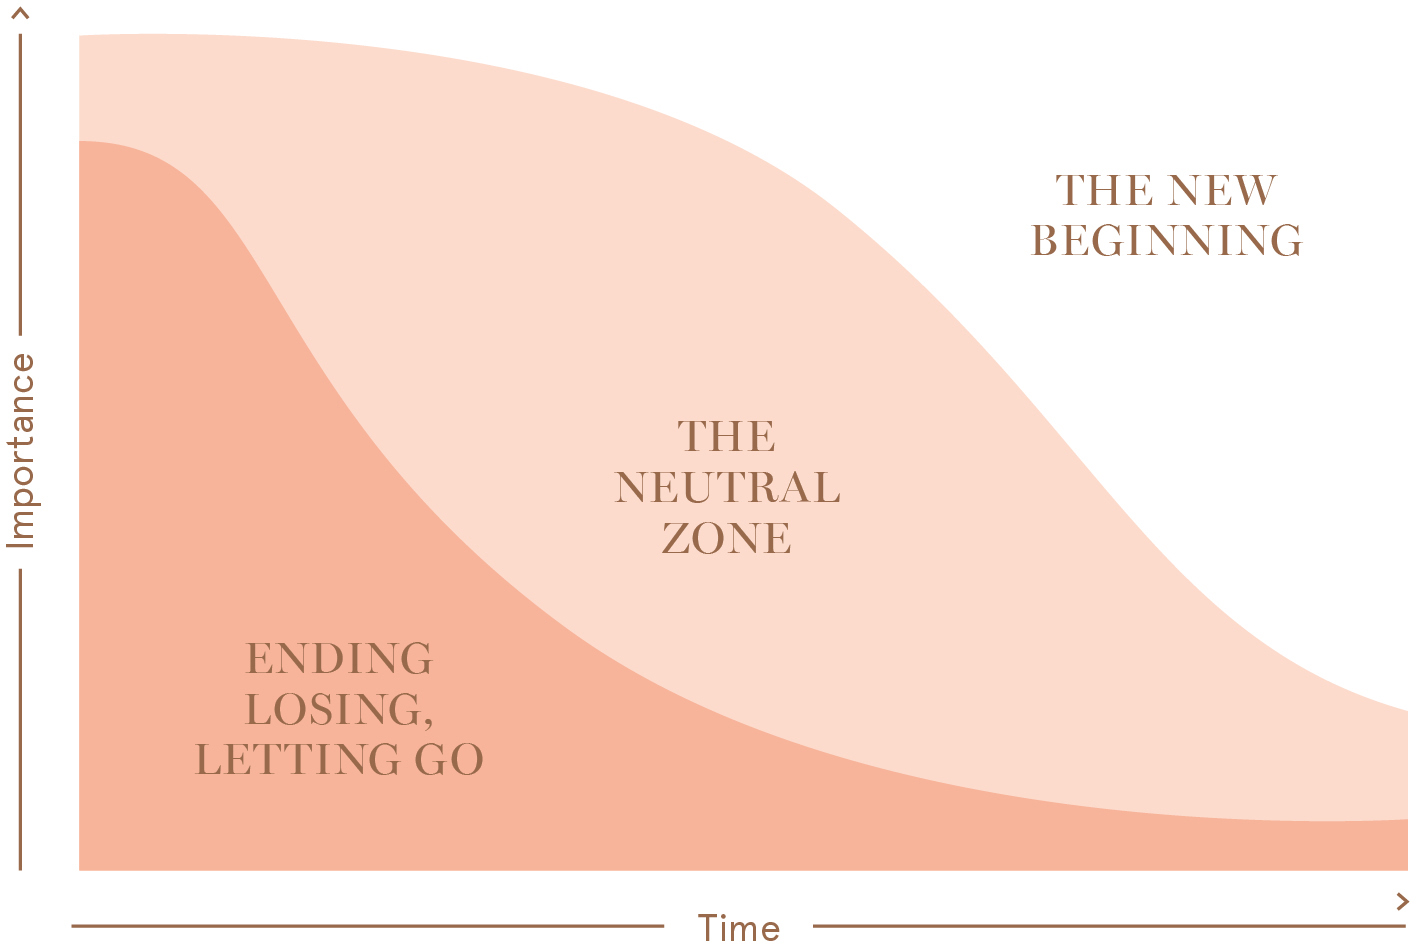 THE NEW
BEGINNING
Importance
THE
NEUTRAL
ZONE
ENDING
LOSING,
LETTING GO
Time